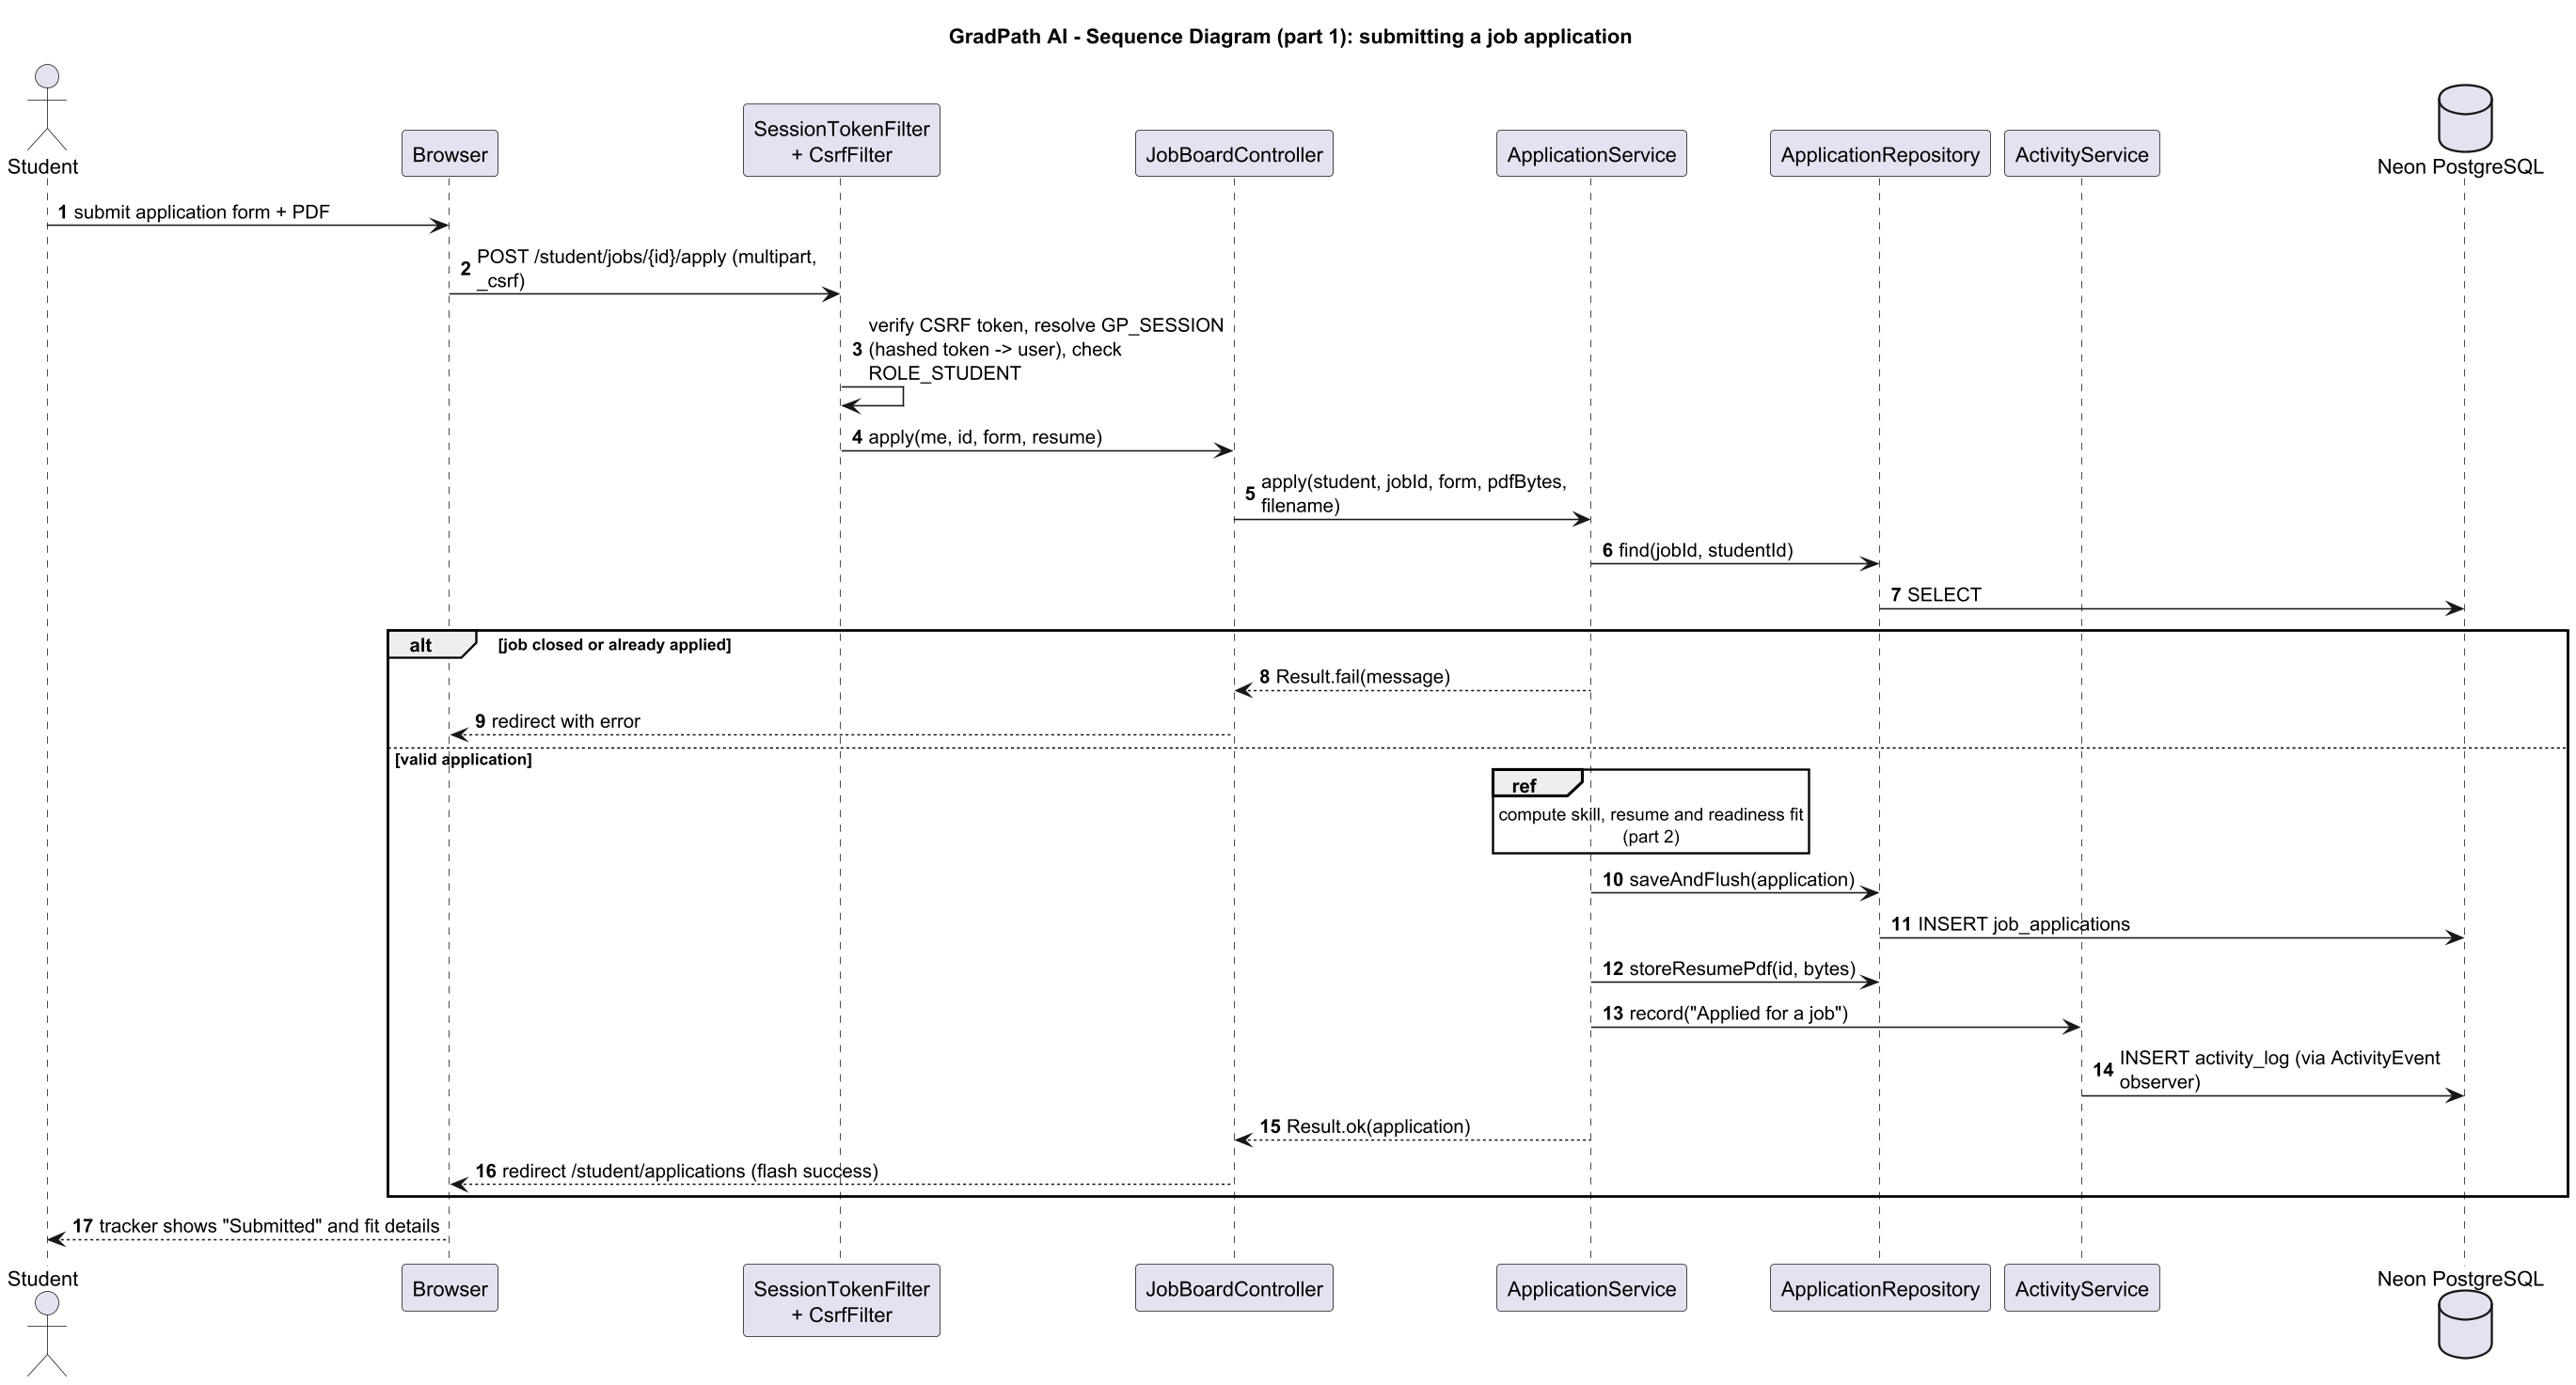 GradPath AI - Sequence Diagram (part 1): submitting a job application
Student
Browser
SessionTokenFilter
+ CsrfFilter
JobBoardController
ApplicationService
ApplicationRepository
ActivityService
Neon PostgreSQL
1 submit application form + PDF
2 POST /student/jobs/{id}/apply (multipart,
_csrf)
3 verify CSRF token, resolve GP_SESSION
(hashed token -> user), check
ROLE_STUDENT
4 apply(me, id, form, resume)
5 apply(student, jobId, form, pdfBytes,
filename)
6 find(jobId, studentId)
7 SELECT
alt [job closed or already applied]
8 Result.fail(message)
9 redirect with error
[valid application]
ref
compute skill, resume and readiness fit
(part 2)
10 saveAndFlush(application)
11 INSERT job_applications
12 storeResumePdf(id, bytes)
13 record("Applied for a job")
14 INSERT activity_log (via ActivityEvent
observer)
15 Result.ok(application)
16 redirect /student/applications (flash success)
17 tracker shows "Submitted" and fit details
Student
Browser
SessionTokenFilter
+ CsrfFilter
JobBoardController
ApplicationService
ApplicationRepository
ActivityService
Neon PostgreSQL